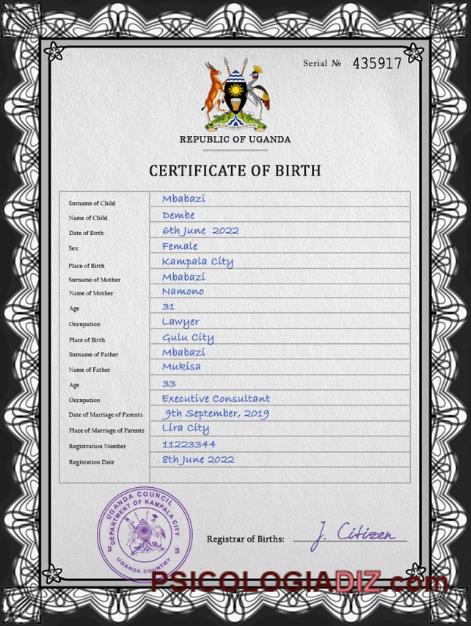 Serial № 435917
REPUBLIC OF UGANDA
CERTIFICATE OF BIRTH
Surname of Child Mbabazi
Name of Child Dembe
Date of Birth 6th June 2022
Sex Female
Place of Birth Kampala City
Surname of Mother Mbabazi
Name of Mother Namono
Age 31
Occupation Lawyer
Place of Birth Gulu City
Surname of Father Mbabazi
Name of Father Mukisa
Age 33
Occupation Executive Consultant
Date of Marriage of Parents 9th September, 2019
Place of Marriage of Parents Lira City
Registration Number 11223344
Registration Date 8th June 2022
UGANDA COUNCIL
DEPARTMENT OF KAMPALA CITY
3 3
UGANDA COUNTRY
Registrar of Births: J. Citizen
PSICOLOGIADIZ.com